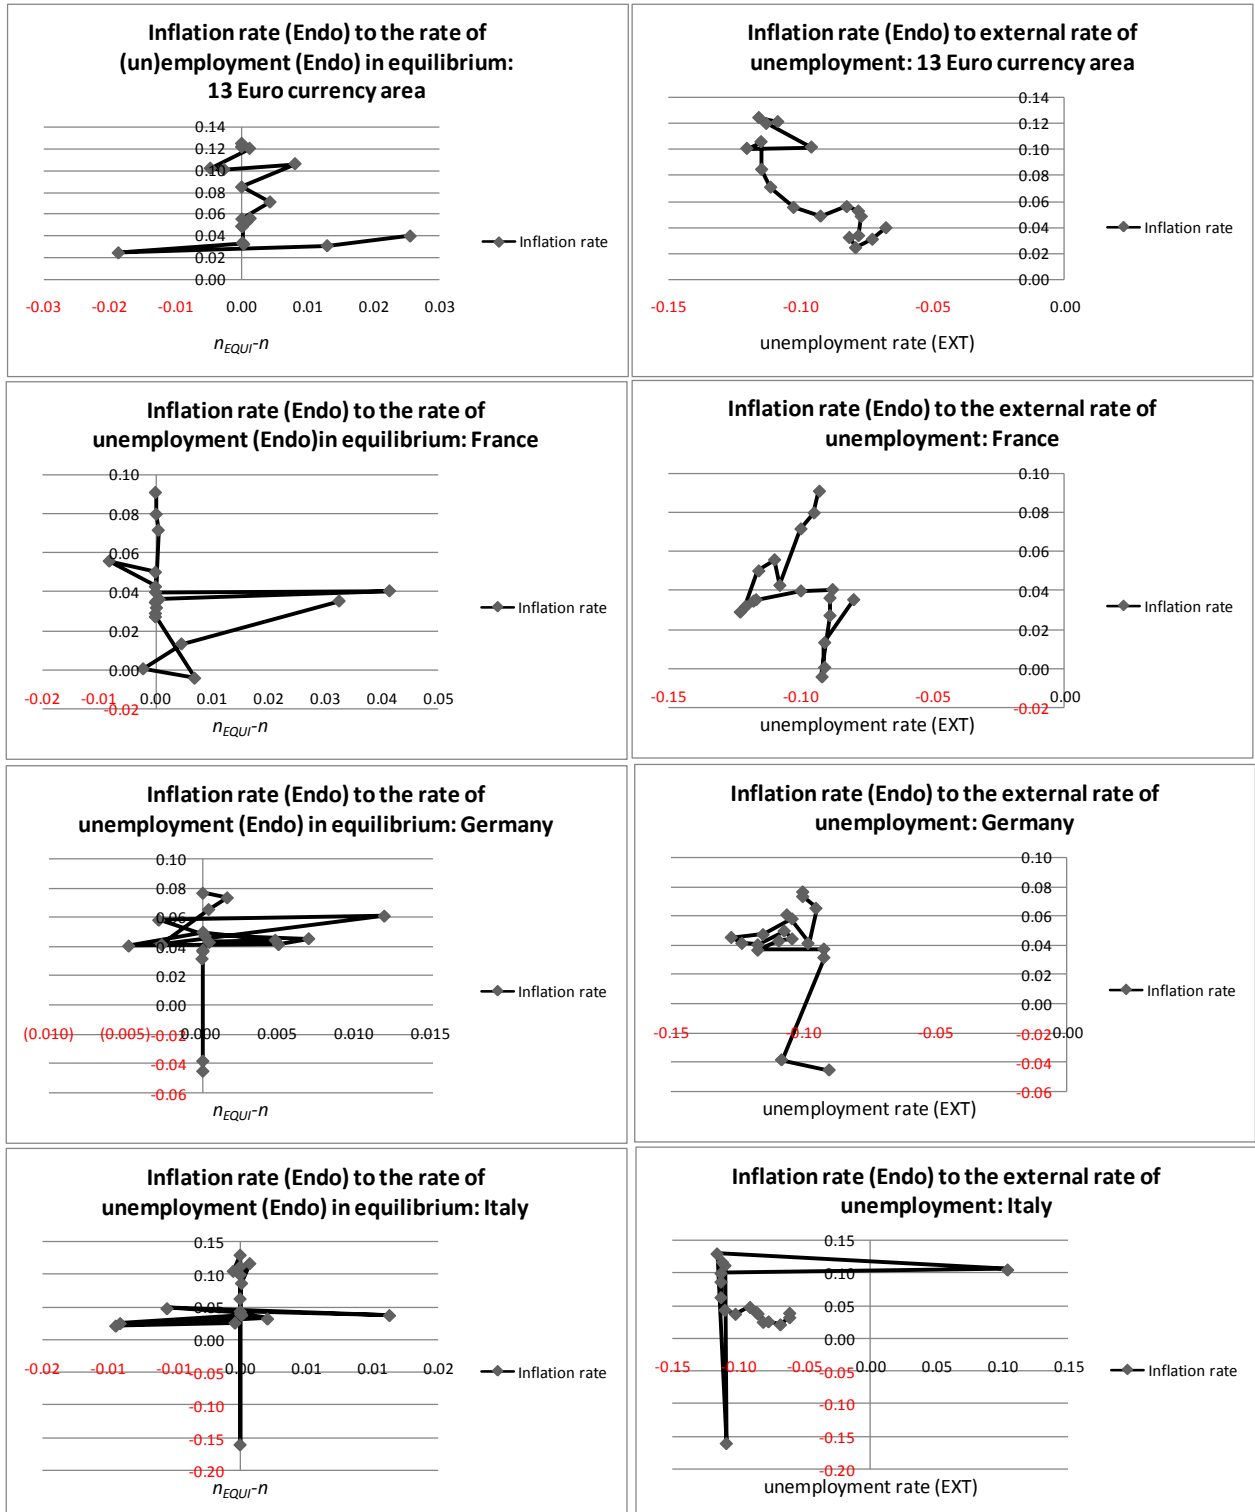 Inflation rate (Endo) to the rate of
(un)employment (Endo) in equilibrium:
13 Euro currency area
0.14
0.12
0.10
0.08
0.06
0.04
0.02
0.00
-0.03 -0.02 -0.01 0.00 0.01 0.02 0.03
Inflation rate
nEQUI-n
Inflation rate (Endo) to external rate of
unemployment: 13 Euro currency area
0.14
0.12
0.10
0.08
0.06
0.04
0.02
0.00
-0.15 -0.10 -0.05 0.00
Inflation rate
unemployment rate (EXT)
Inflation rate (Endo) to the rate of
unemployment (Endo)in equilibrium: France
0.10
0.08
0.06
0.04
0.02
0.00
-0.02
-0.02 -0.01 0.00 0.01 0.02 0.03 0.04 0.05
Inflation rate
nEQUI-n
Inflation rate (Endo) to the external rate of
unemployment: France
0.10
0.08
0.06
0.04
0.02
0.00
-0.02
-0.15 -0.10 -0.05 0.00
Inflation rate
unemployment rate (EXT)
Inflation rate (Endo) to the rate of
unemployment (Endo) in equilibrium: Germany
0.10
0.08
0.06
0.04
0.02
0.00
-0.02
-0.04
-0.06
(0.010) (0.005) 0.000 0.005 0.010 0.015
Inflation rate
nEQUI-n
Inflation rate (Endo) to the external rate of
unemployment: Germany
0.10
0.08
0.06
0.04
0.02
0.00
-0.02
-0.04
-0.06
-0.15 -0.10 -0.05 0.00
Inflation rate
unemployment rate (EXT)
Inflation rate (Endo) to the rate of
unemployment (Endo) in equilibrium: Italy
0.15
0.10
0.05
0.00
-0.05
-0.10
-0.15
-0.20
-0.02 -0.01 -0.01 0.00 0.01 0.01 0.02
Inflation rate
nEQUI-n
Inflation rate (Endo) to the external rate of
unemployment: Italy
0.15
0.10
0.05
0.00
-0.05
-0.10
-0.15
-0.20
-0.15 -0.10 -0.05 0.00 0.05 0.10 0.15
Inflation rate
unemployment rate (EXT)